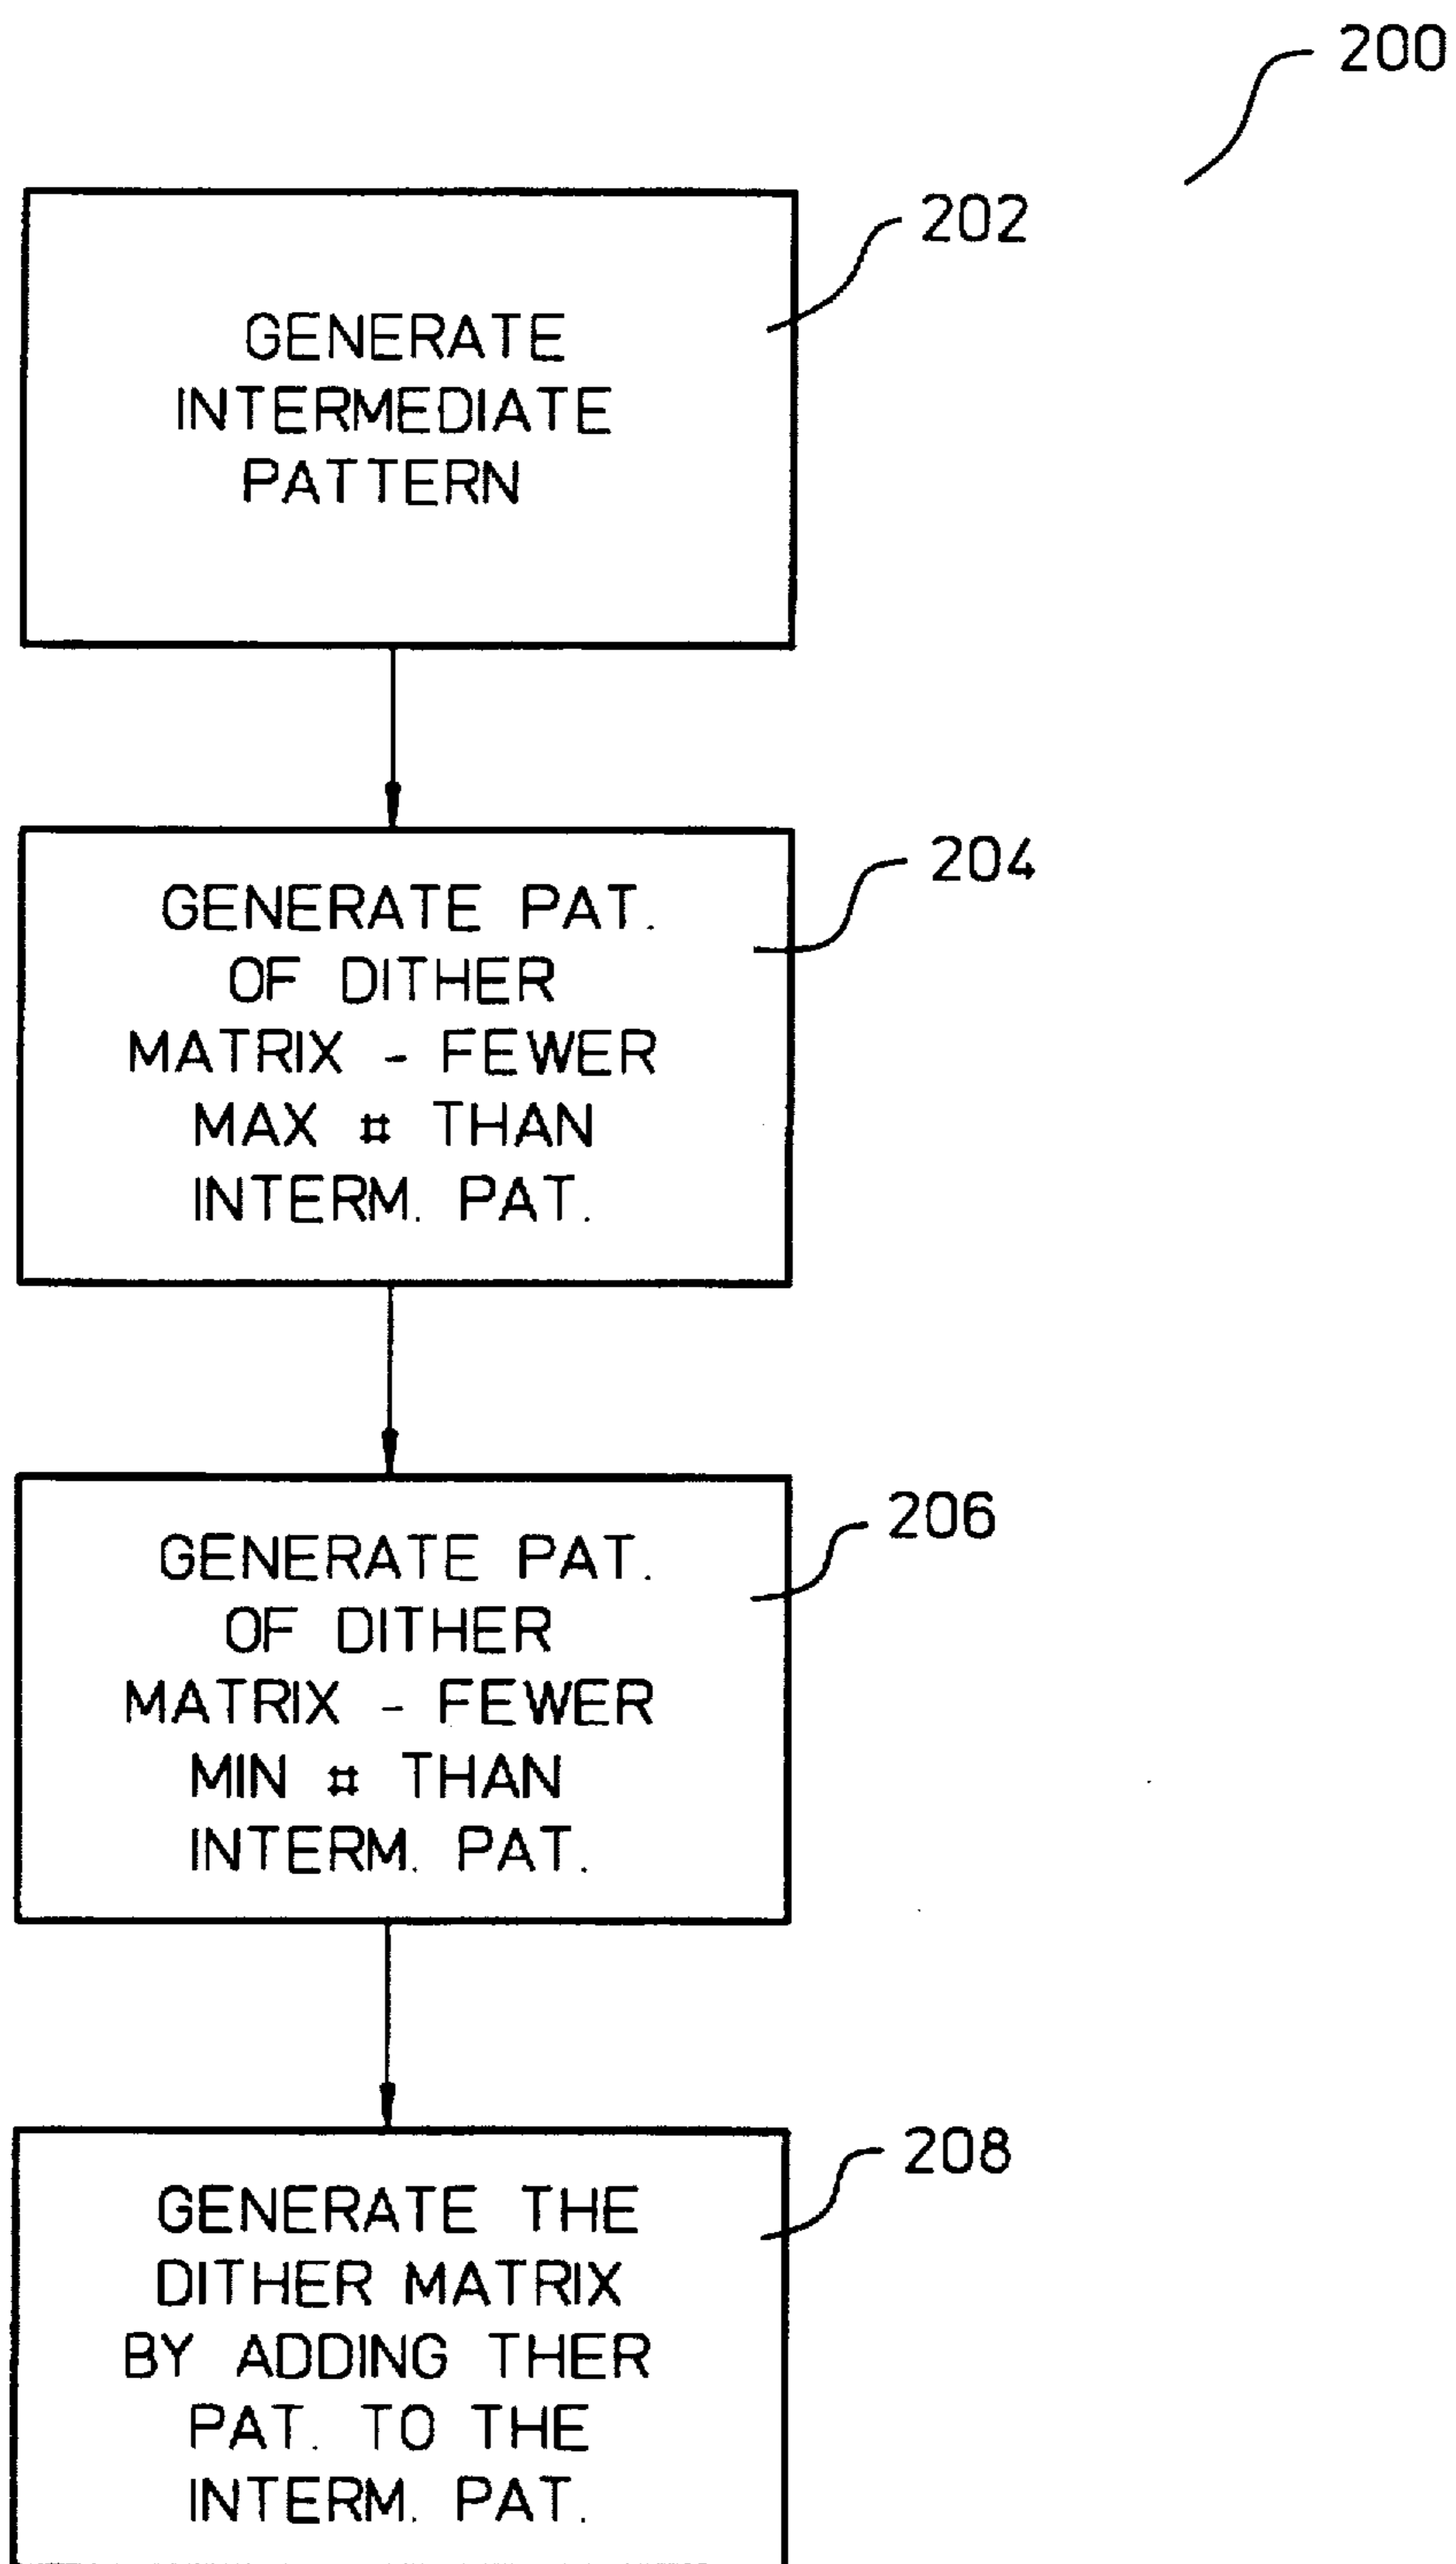 200
202
GENERATE
INTERMEDIATE
PATTERN
204
GENERATE PAT.
OF DITHER
MATRIX - FEWER
MAX # THAN
INTERM. PAT.
206
GENERATE PAT.
OF DITHER
MATRIX - FEWER
MIN # THAN
INTERM. PAT.
208
GENERATE THE
DITHER MATRIX
BY ADDING THER
PAT. TO THE
INTERM. PAT.